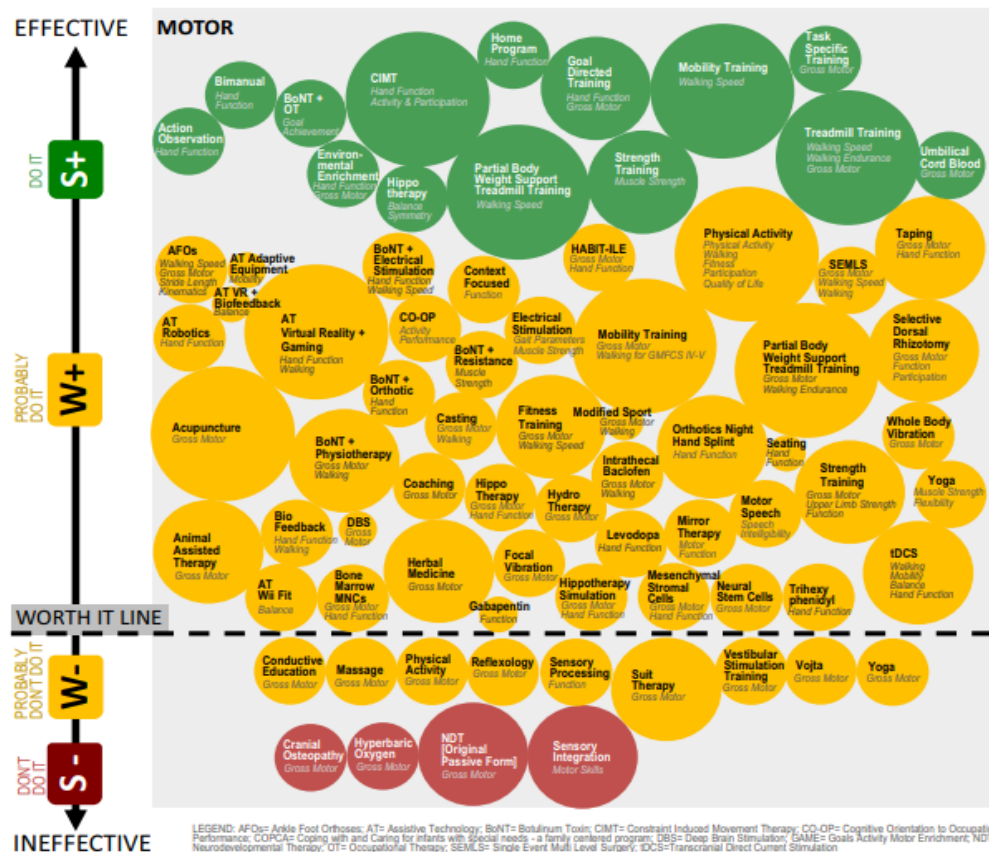 EFFECTIVE
MOTOR
DO IT
S+
PROBABLY
DO IT
W+
WORTH IT LINE
PROBABLY
DON'T DO IT
W-
DON'T
DO IT
S -
INEFFECTIVE
Action
Observation
Hand Function
Bimanual
Hand
Function
BoNT +
OT
Goal
Achievement
CIMT
Hand Function
Activity & Participation
Home
Program
Hand Function
Goal
Directed
Training
Hand Function
Gross Motor
Mobility Training
Walking Speed
Task
Specific
Training
Gross Motor
Environ-
mental
Enrichment
Hand Function
Gross Motor
Hippo
therapy
Balance
Symmetry
Partial Body
Weight Support
Treadmill Training
Walking Speed
Strength
Training
Muscle Strength
Treadmill Training
Walking Speed
Walking Endurance
Gross Motor
Umbilical
Cord Blood
Gross Motor
AFOs
Walking Speed
Gross Motor
Stride Length
Kinematics
AT Adaptive
Equipment
Mobility
AT VR +
Biofeedback
Balance
AT
Robotics
Hand Function
AT
Virtual Reality +
Gaming
Hand Function
Walking
BoNT +
Electrical
Stimulation
Hand Function
Walking Speed
Context
Focused
Function
HABIT-ILE
Gross Motor
Hand Function
Physical Activity
Physical Activity
Walking
Fitness
Participation
Quality of Life
SEMLS
Gross Motor
Walking Speed
Walking
Taping
Gross Motor
Hand Function
CO-OP
Activity
Performance
BoNT +
Resistance
Muscle
Strength
Electrical
Stimulation
Gait Parameters
Muscle Strength
Mobility Training
Gross Motor
Walking for GMFCS IV-V
Partial Body
Weight Support
Treadmill Training
Gross Motor
Walking Endurance
Selective
Dorsal
Rhizotomy
Gross Motor
Function
Participation
Acupuncture
Gross Motor
BoNT +
Orthotic
Hand
Function
BoNT +
Physiotherapy
Gross Motor
Walking
Casting
Gross Motor
Walking
Fitness
Training
Gross Motor
Walking Speed
Modified Sport
Gross Motor
Walking
Orthotics Night
Hand Splint
Hand Function
Seating
Hand
Function
Whole Body
Vibration
Gross Motor
Coaching
Gross Motor
Hippo
Therapy
Gross Motor
Hand Function
Hydro
Therapy
Gross Motor
Intrathecal
Baclofen
Gross Motor
Walking
Strength
Training
Gross Motor
Upper Limb Strength
Function
Yoga
Muscle Strength
Flexibility
Animal
Assisted
Therapy
Gross Motor
Bio
Feedback
Hand Function
Walking
DBS
Gross
Motor
Herbal
Medicine
Gross Motor
Focal
Vibration
Gross Motor
Levodopa
Hand Function
Mirror
Therapy
Motor
Function
Motor
Speech
Speech
Intelligibility
tDCS
Walking
Mobility
Balance
Hand Function
AT
Wii Fit
Balance
Bone
Marrow
MNCs
Gross Motor
Hand Function
Gabapentin
Function
Hippotherapy
Simulation
Gross Motor
Hand Function
Mesenchymal
Stromal
Cells
Gross Motor
Hand Function
Neural
Stem Cells
Gross Motor
Trihexy
phenidyl
Hand Function
Conductive
Education
Gross Motor
Massage
Gross Motor
Physical
Activity
Gross Motor
Reflexology
Gross Motor
Sensory
Processing
Function
Suit
Therapy
Gross Motor
Vestibular
Stimulation
Training
Gross Motor
Vojta
Gross Motor
Yoga
Gross Motor
Cranial
Osteopathy
Gross Motor
Hyperbaric
Oxygen
Gross Motor
NDT
[Original
Passive Form]
Gross Motor
Sensory
Integration
Motor Skills
LEGEND: AFOs= Ankle Foot Orthoses; AT= Assistive Technology; BoNT= Botulinum Toxin; CIMT= Constraint Induced Movement Therapy; CO-OP= Cognitive Orientation to Occupati
Performance; COPCA= Coping with and Caring for infants with special needs - a family centered program; DBS= Deep Brain Stimulation; GAME= Goals Activity Motor Enrichment; ND
Neurodevelopmental Therapy; OT= Occupational Therapy; SEMLS= Single Event Multi Level Surgery; tDCS=Transcranial Direct Current Stimulation